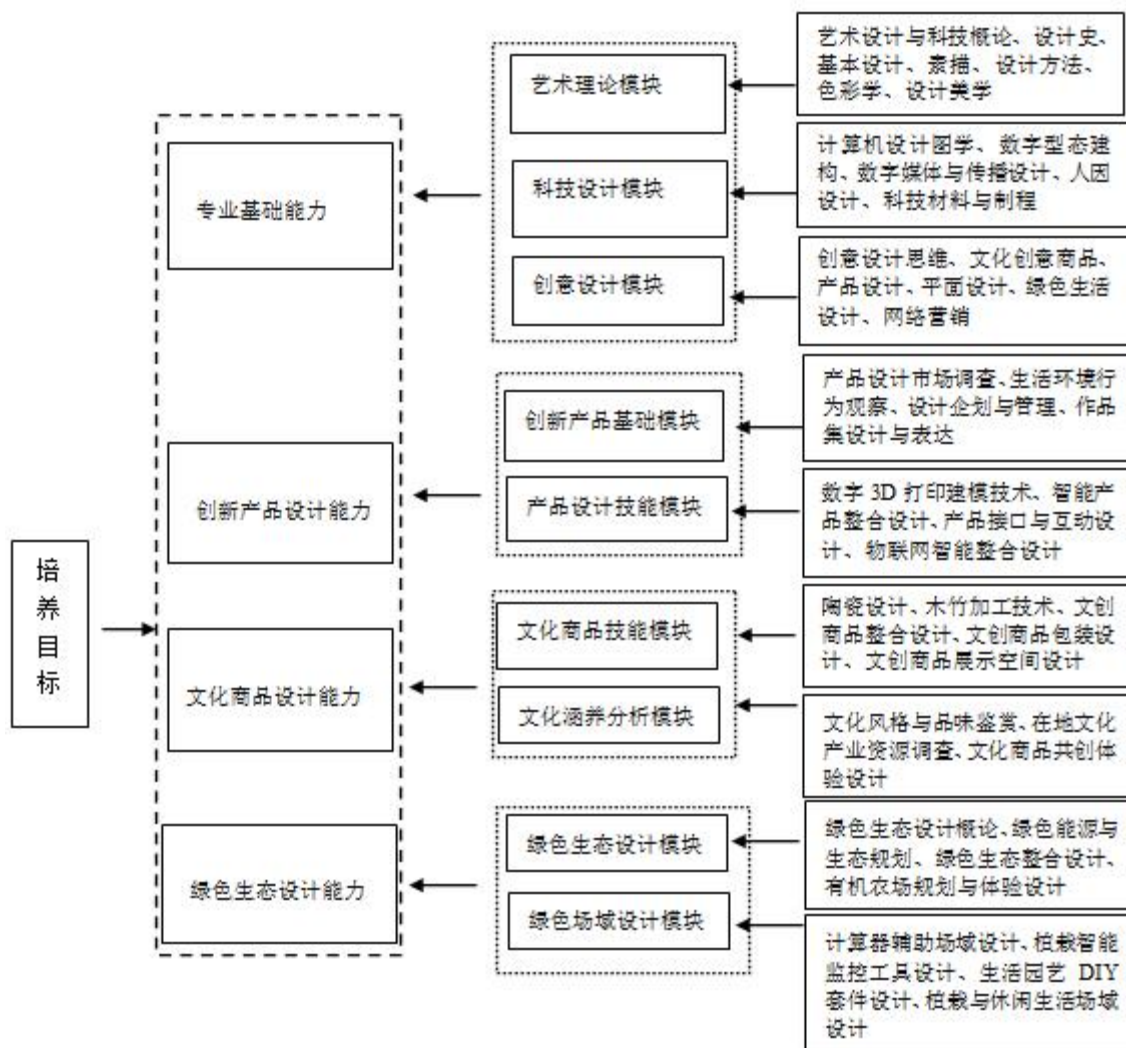 培
养
目
标
专业基础能力
创新产品设计能力
文化商品设计能力
绿色生态设计能力
艺术理论模块
科技设计模块
创意设计模块
创新产品基础模块
产品设计技能模块
文化商品技能模块
文化涵养分析模块
绿色生态设计模块
绿色场域设计模块
艺术设计与科技概论、设计史、
基本设计、素描、设计方法、
色彩学、设计美学
计算机设计图学、数字型态建
构、数字媒体与传播设计、人因
设计、科技材料与制程
创意设计思维、文化创意商品、
产品设计、平面设计、绿色生活
设计、网络营销
产品设计市场调查、生活环境行
为观察、设计企划与管理、作品
集设计与表达
数字 3D 打印建模技术、智能产
品整合设计、产品接口与互动设
计、物联网智能整合设计
陶瓷设计、木竹加工技术、文创
商品整合设计、文创商品包装设
计、文创商品展示空间设计
文化风格与品味鉴赏、在地文化
产业资源调查、文化商品共创体
验设计
绿色生态设计概论、绿色能源与
生态规划、绿色生态整合设计、
有机农场规划与体验设计
计算器辅助场域设计、植栽智能
监控工具设计、生活园艺 DIY
套件设计、植栽与休闲生活场域
设计